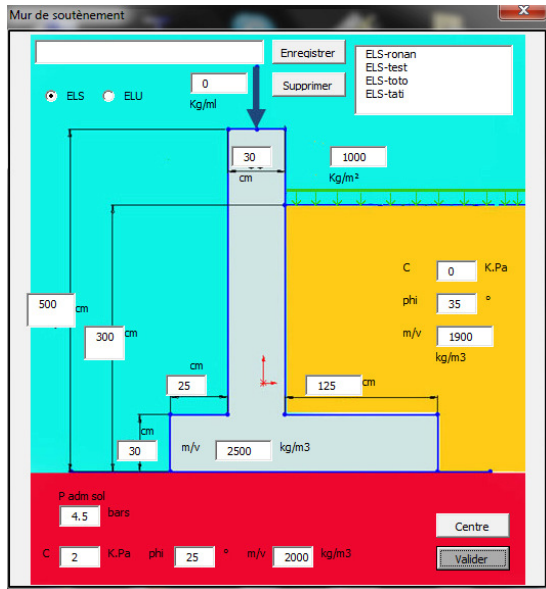 Mur de soutènement
Enregistrer
Supprimer
ELS-ronan
ELS-test
ELS-toto
ELS-tati
ELS ELU
0
Kg/ml
30
cm
1000
Kg/m²
C 0 K.Pa
phi 35 °
m/v 1900
kg/m3
500 cm
300 cm
cm
25
125 cm
cm
30
m/v 2500 kg/m3
P adm sol
4.5 bars
C 2 K.Pa phi 25 ° m/v 2000 kg/m3
Centre
Valider